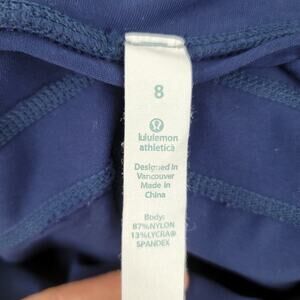 8
lululemon
athletica
Designed in
Vancouver
Made in
China
Body:
87%NYLON
13%LYCRA®
SPANDEX